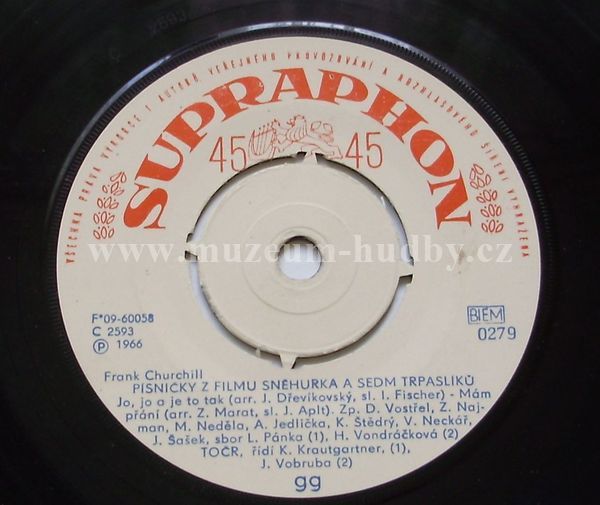 VŠECHNA PRÁVA VÝROBCE I AUTORŮ, VEŘEJNÉHO PROVOZOVÁNÍ A ROZHLASOVÉHO ŠÍŘENÍ VYHRAŽENA
SUPRAPHON
45 45
www.muzeum-hudby.cz
F*09-60058
C 2593
Ⓟ 1966
BIEM
0279
Frank Churchill
PÍSNIČKY Z FILMU SNĚHURKA A SEDM TRPASLÍKŮ
Jo, jo a je to tak (arr. J. Dřevikovský, sl. I. Fischer) - Mám
přání (arr. Z. Marat, sl. J. Aplt). Zp. D. Vostřel, Z. Naj-
man, M. Neděla, A. Jedlička, K. Štědrý, V. Neckář,
J. Šašek, sbor L. Pánka (1), H. Vondráčková (2)
TOČR, řídí K. Krautgartner, (1),
J. Vobruba (2)
gg